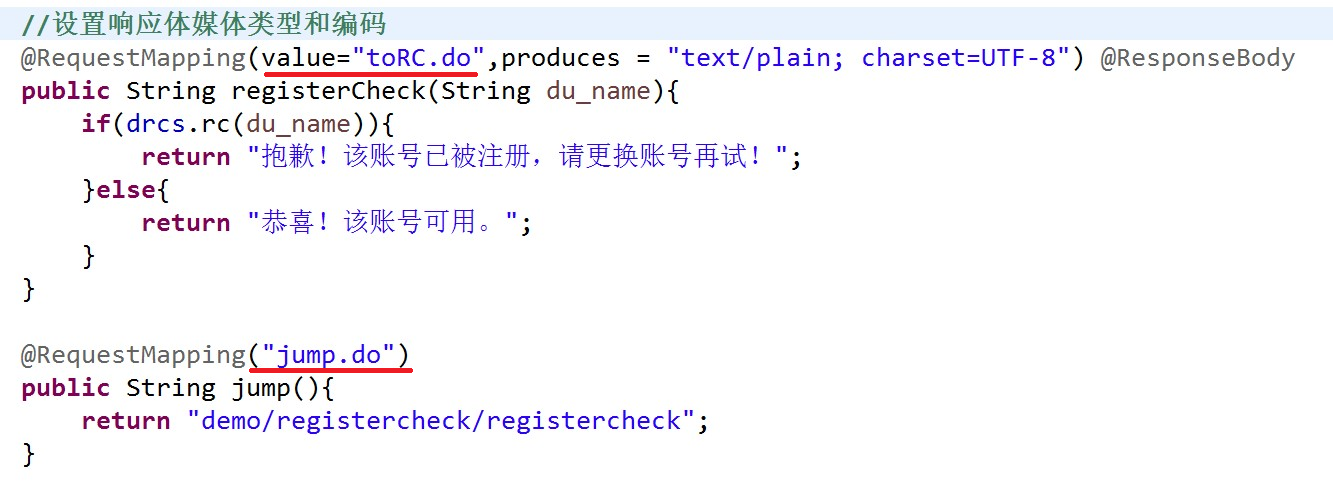 //设置响应体媒体类型和编码
@RequestMapping(value="toRC.do",produces = "text/plain; charset=UTF-8") @ResponseBody
public String registerCheck(String du_name){
    if(drcs.rc(du_name)){
        return "抱歉！该账号已被注册，请更换账号再试！";
    }else{
        return "恭喜！该账号可用。";
    }
}
@RequestMapping("jump.do")
public String jump(){
    return "demo/registercheck/registercheck";
}